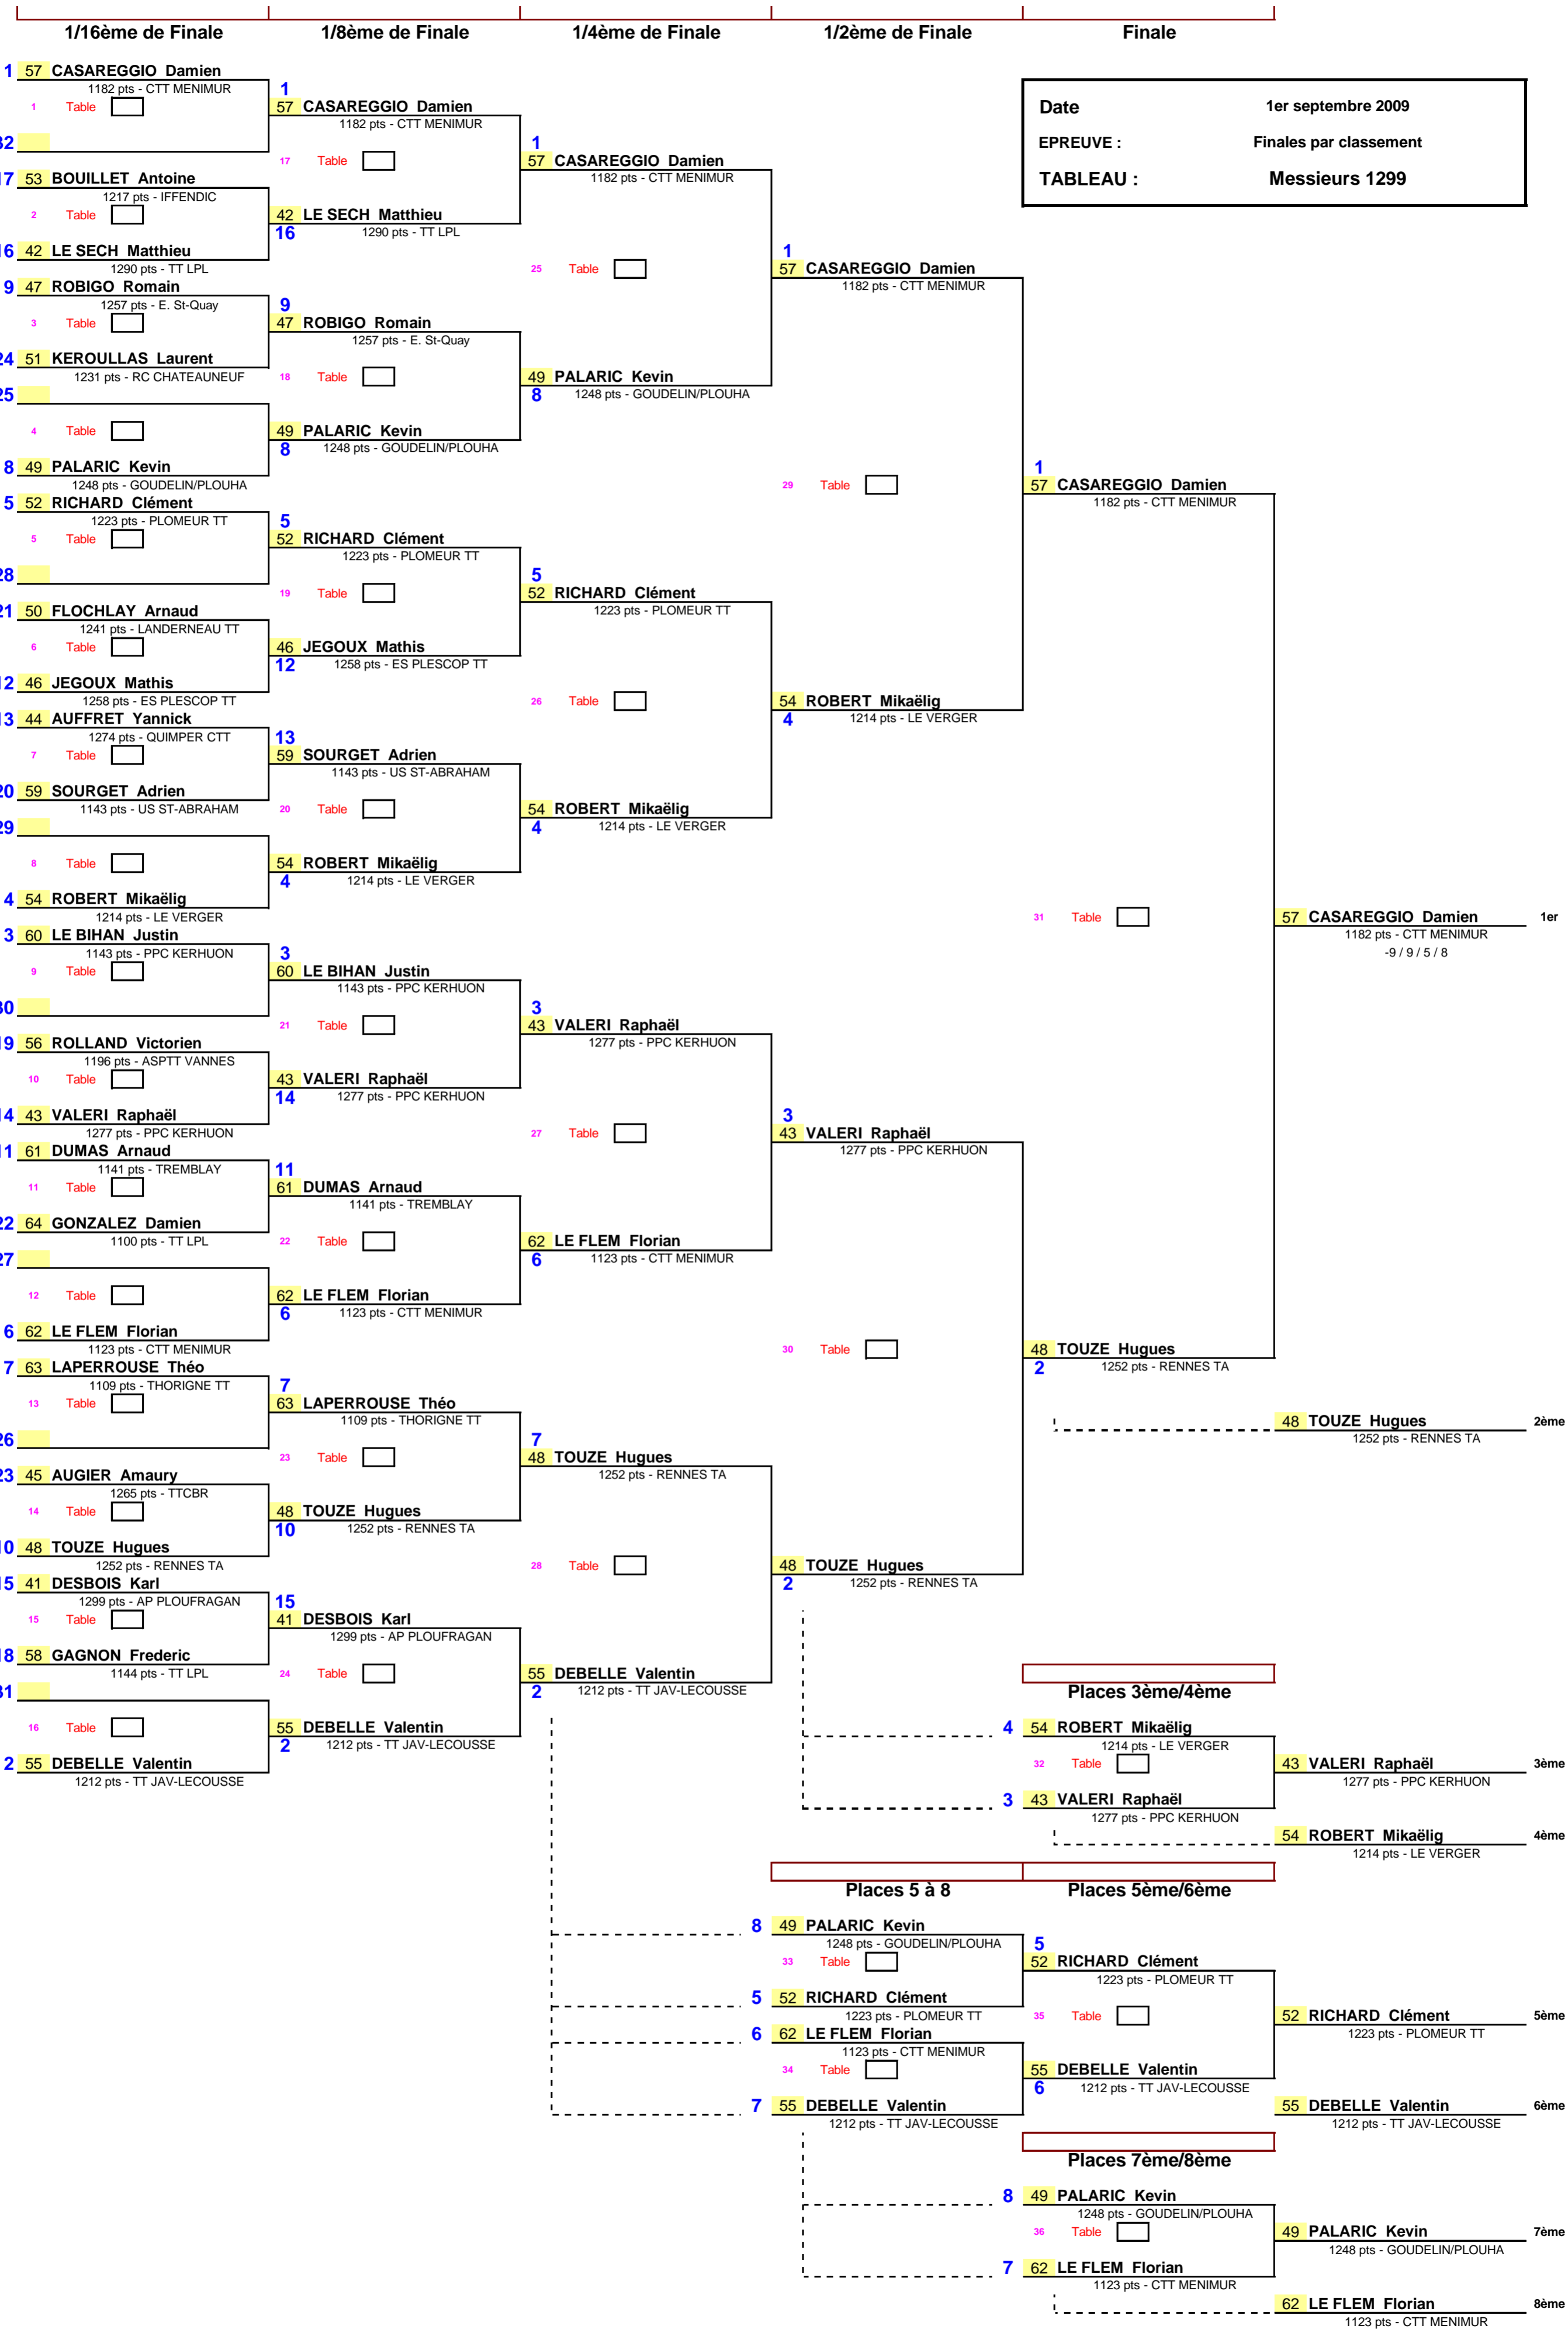 1/16ème de Finale
1/8ème de Finale
1/4ème de Finale
1/2ème de Finale
Finale
Date 1er septembre 2009
EPREUVE : Finales par classement
TABLEAU : Messieurs 1299
1 57 CASAREGGIO Damien
1182 pts - CTT MENIMUR
1 Table
32
17 53 BOUILLET Antoine
1217 pts - IFFENDIC
2 Table
16 42 LE SECH Matthieu
1290 pts - TT LPL
9 47 ROBIGO Romain
1257 pts - E. St-Quay
3 Table
24 51 KEROULLAS Laurent
1231 pts - RC CHATEAUNEUF
25
4 Table
8 49 PALARIC Kevin
1248 pts - GOUDELIN/PLOUHA
5 52 RICHARD Clément
1223 pts - PLOMEUR TT
5 Table
28
21 50 FLOCHLAY Arnaud
1241 pts - LANDERNEAU TT
6 Table
12 46 JEGOUX Mathis
1258 pts - ES PLESCOP TT
13 44 AUFFRET Yannick
1274 pts - QUIMPER CTT
7 Table
20 59 SOURGET Adrien
1143 pts - US ST-ABRAHAM
29
8 Table
4 54 ROBERT Mikaëlig
1214 pts - LE VERGER
3 60 LE BIHAN Justin
1143 pts - PPC KERHUON
9 Table
30
19 56 ROLLAND Victorien
1196 pts - ASPTT VANNES
10 Table
14 43 VALERI Raphaël
1277 pts - PPC KERHUON
11 61 DUMAS Arnaud
1141 pts - TREMBLAY
11 Table
22 64 GONZALEZ Damien
1100 pts - TT LPL
27
12 Table
6 62 LE FLEM Florian
1123 pts - CTT MENIMUR
7 63 LAPERROUSE Théo
1109 pts - THORIGNE TT
13 Table
26
23 45 AUGIER Amaury
1265 pts - TTCBR
14 Table
10 48 TOUZE Hugues
1252 pts - RENNES TA
15 41 DESBOIS Karl
1299 pts - AP PLOUFRAGAN
15 Table
18 58 GAGNON Frederic
1144 pts - TT LPL
31
16 Table
2 55 DEBELLE Valentin
1212 pts - TT JAV-LECOUSSE
1
57 CASAREGGIO Damien
1182 pts - CTT MENIMUR
17 Table
42 LE SECH Matthieu
16 1290 pts - TT LPL
9
47 ROBIGO Romain
1257 pts - E. St-Quay
18 Table
49 PALARIC Kevin
8 1248 pts - GOUDELIN/PLOUHA
5
52 RICHARD Clément
1223 pts - PLOMEUR TT
19 Table
46 JEGOUX Mathis
12 1258 pts - ES PLESCOP TT
13
59 SOURGET Adrien
1143 pts - US ST-ABRAHAM
20 Table
54 ROBERT Mikaëlig
4 1214 pts - LE VERGER
3
60 LE BIHAN Justin
1143 pts - PPC KERHUON
21 Table
43 VALERI Raphaël
14 1277 pts - PPC KERHUON
11
61 DUMAS Arnaud
1141 pts - TREMBLAY
22 Table
62 LE FLEM Florian
6 1123 pts - CTT MENIMUR
7
63 LAPERROUSE Théo
1109 pts - THORIGNE TT
23 Table
48 TOUZE Hugues
10 1252 pts - RENNES TA
15
41 DESBOIS Karl
1299 pts - AP PLOUFRAGAN
24 Table
55 DEBELLE Valentin
2 1212 pts - TT JAV-LECOUSSE
1
57 CASAREGGIO Damien
1182 pts - CTT MENIMUR
25 Table
49 PALARIC Kevin
8 1248 pts - GOUDELIN/PLOUHA
5
52 RICHARD Clément
1223 pts - PLOMEUR TT
26 Table
54 ROBERT Mikaëlig
4 1214 pts - LE VERGER
3
43 VALERI Raphaël
1277 pts - PPC KERHUON
27 Table
62 LE FLEM Florian
6 1123 pts - CTT MENIMUR
7
48 TOUZE Hugues
1252 pts - RENNES TA
28 Table
55 DEBELLE Valentin
2 1212 pts - TT JAV-LECOUSSE
1
57 CASAREGGIO Damien
1182 pts - CTT MENIMUR
29 Table
54 ROBERT Mikaëlig
4 1214 pts - LE VERGER
3
43 VALERI Raphaël
1277 pts - PPC KERHUON
30 Table
48 TOUZE Hugues
2 1252 pts - RENNES TA
1
57 CASAREGGIO Damien
1182 pts - CTT MENIMUR
31 Table
48 TOUZE Hugues
2 1252 pts - RENNES TA
57 CASAREGGIO Damien 1er
1182 pts - CTT MENIMUR
-9 / 9 / 5 / 8
48 TOUZE Hugues 2ème
1252 pts - RENNES TA
Places 3ème/4ème
4 54 ROBERT Mikaëlig
1214 pts - LE VERGER
32 Table
3 43 VALERI Raphaël
1277 pts - PPC KERHUON
43 VALERI Raphaël 3ème
1277 pts - PPC KERHUON
54 ROBERT Mikaëlig 4ème
1214 pts - LE VERGER
Places 5 à 8
Places 5ème/6ème
8 49 PALARIC Kevin
1248 pts - GOUDELIN/PLOUHA
33 Table
5 52 RICHARD Clément
1223 pts - PLOMEUR TT
6 62 LE FLEM Florian
1123 pts - CTT MENIMUR
34 Table
7 55 DEBELLE Valentin
1212 pts - TT JAV-LECOUSSE
5
52 RICHARD Clément
1223 pts - PLOMEUR TT
35 Table
55 DEBELLE Valentin
6 1212 pts - TT JAV-LECOUSSE
52 RICHARD Clément 5ème
1223 pts - PLOMEUR TT
55 DEBELLE Valentin 6ème
1212 pts - TT JAV-LECOUSSE
Places 7ème/8ème
8 49 PALARIC Kevin
1248 pts - GOUDELIN/PLOUHA
36 Table
7 62 LE FLEM Florian
1123 pts - CTT MENIMUR
49 PALARIC Kevin 7ème
1248 pts - GOUDELIN/PLOUHA
62 LE FLEM Florian 8ème
1123 pts - CTT MENIMUR